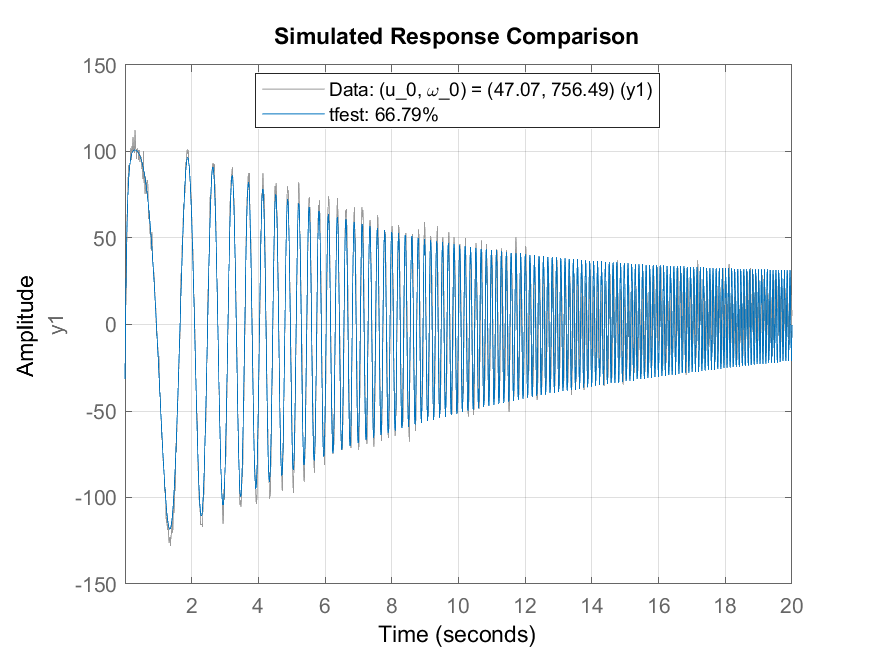 Simulated Response Comparison
Data: (u_0, ω_0) = (47.07, 756.49) (y1)
tfest: 66.79%
150
100
50
0
-50
-100
-150
Amplitude
y1
2 4 6 8 10 12 14 16 18 20
Time (seconds)